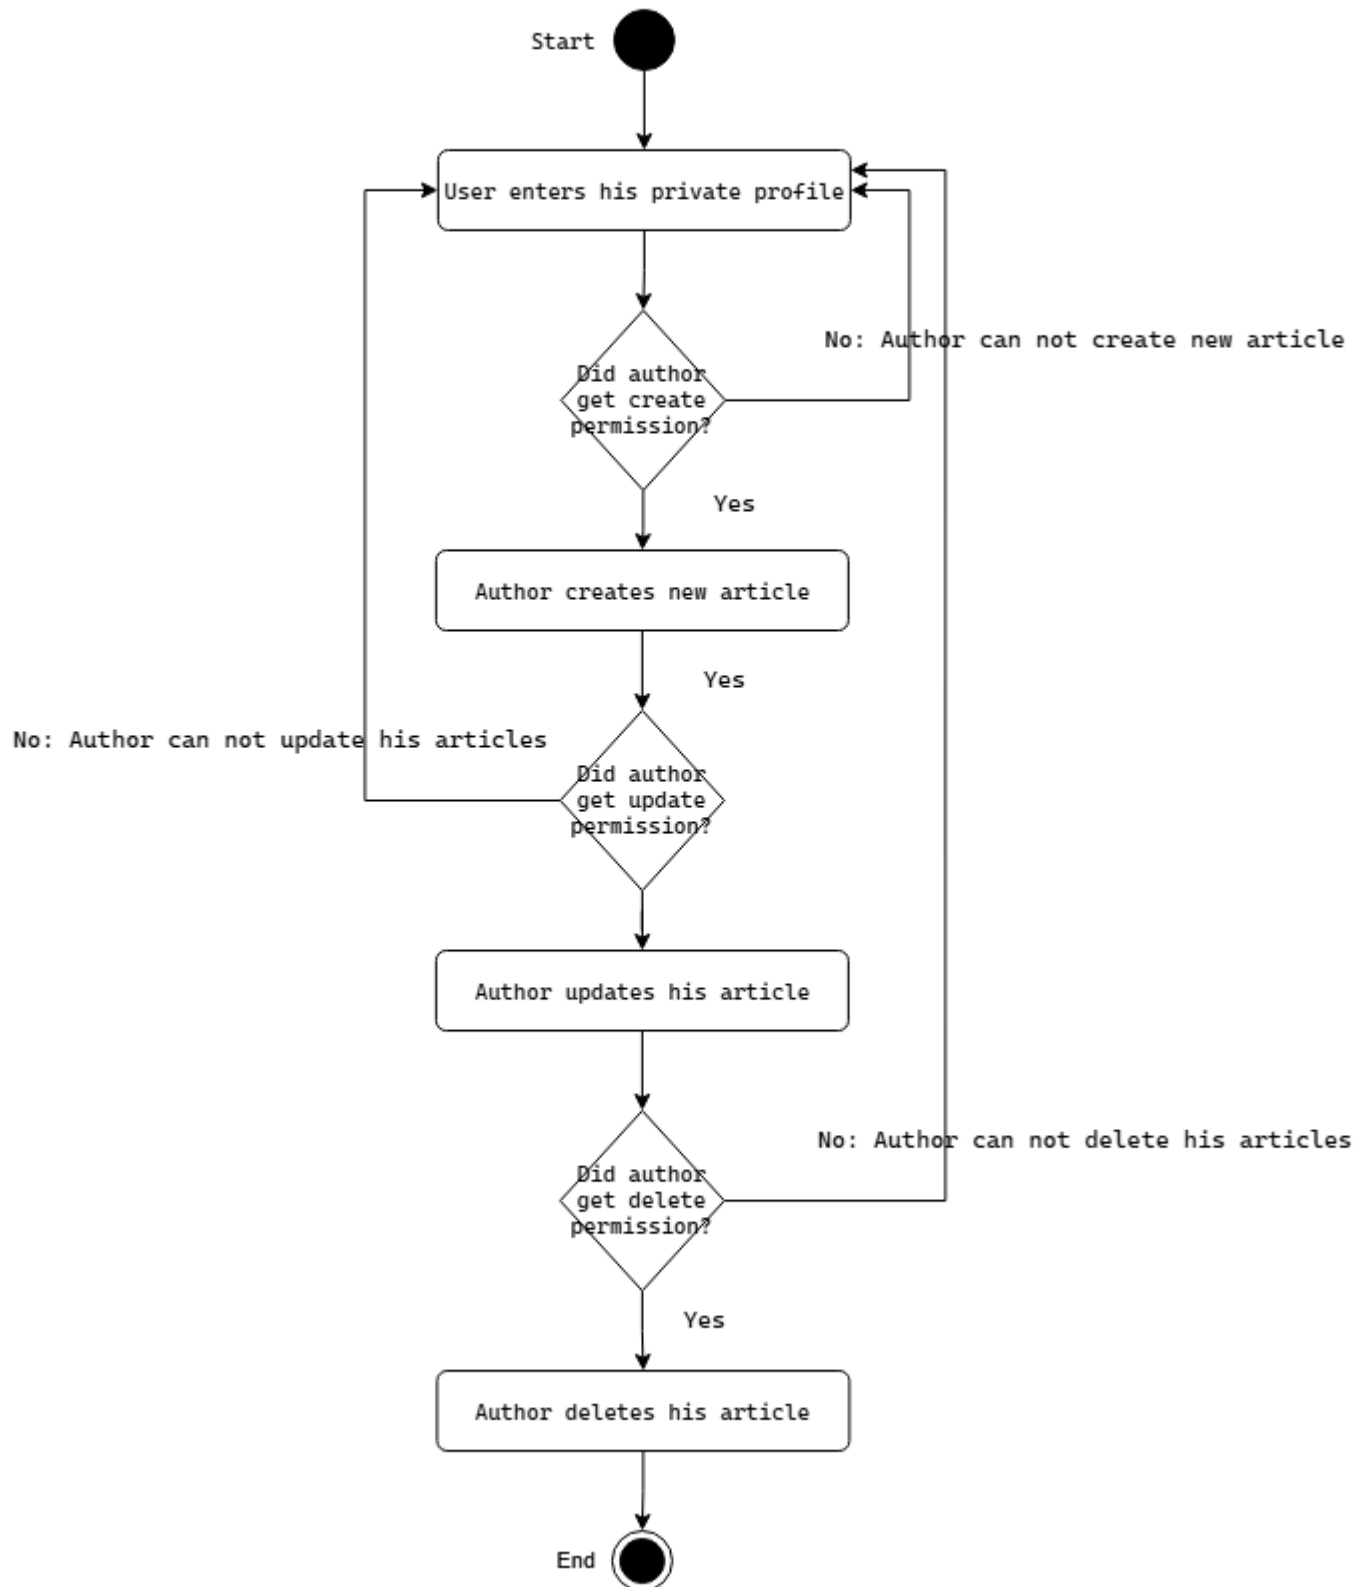 Start
User enters his private profile
No: Author can not create new article
Did author
get create
permission?
Yes
Author creates new article
Yes
No: Author can not update his articles
Did author
get update
permission?
Author updates his article
No: Author can not delete his articles
Did author
get delete
permission?
Yes
Author deletes his article
End